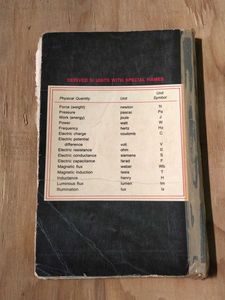 DERIVED SI UNITS WITH SPECIAL NAMES
Physical Quantity Unit Unit Symbol
Force (weight) newton N
Pressure pascal Pa
Work (energy) joule J
Power watt W
Frequency hertz Hz
Electric charge coulomb C
Electric potential
difference volt V
Electric resistance ohm Ω
Electric conductance siemens S
Electric capacitance farad F
Magnetic flux weber Wb
Magnetic induction tesla T
Inductance henry H
Luminous flux lumen lm
Illumination lux lx